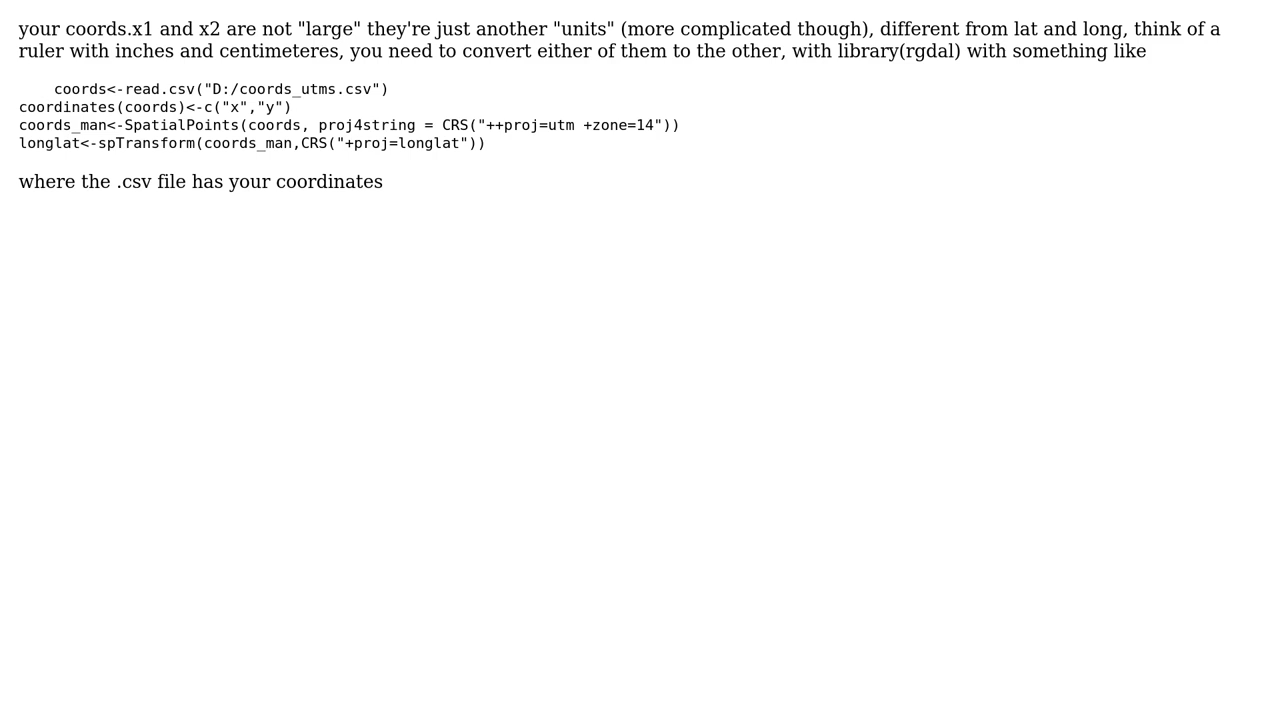 your coords.x1 and x2 are not "large" they're just another "units" (more complicated though), different from lat and long, think of a
ruler with inches and centimeteres, you need to convert either of them to the other, with library(rgdal) with something like
    coords<-read.csv("D:/coords_utms.csv")
coordinates(coords)<-c("x","y")
coords_man<-SpatialPoints(coords, proj4string = CRS("++proj=utm +zone=14"))
longlat<-spTransform(coords_man,CRS("+proj=longlat"))
where the .csv file has your coordinates